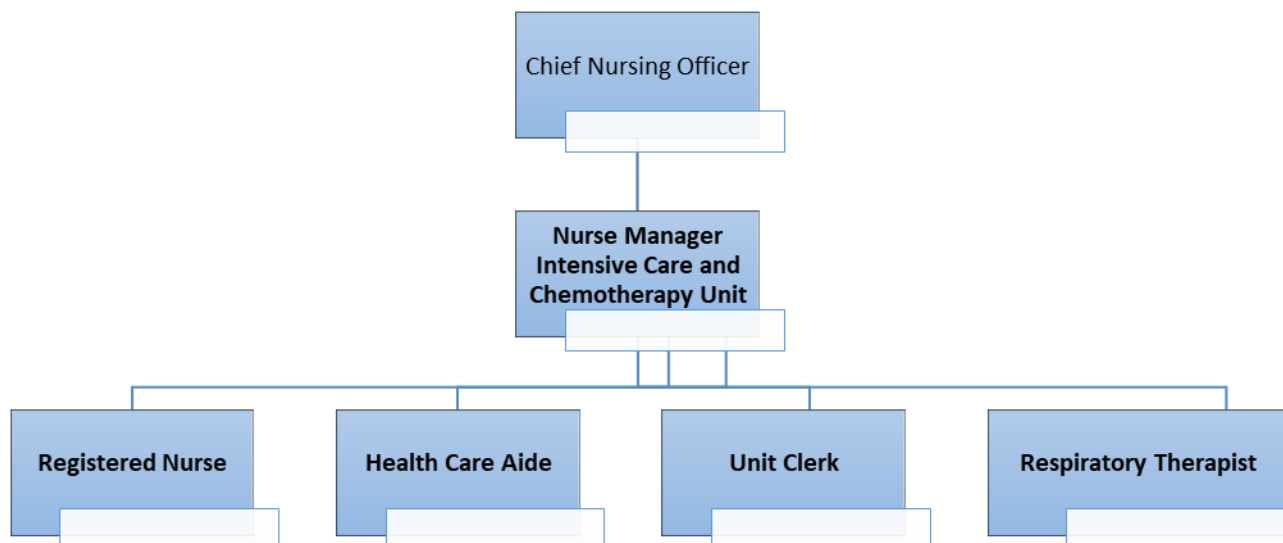 Chief Nursing Officer
Nurse Manager
Intensive Care and
Chemotherapy Unit
Registered Nurse
Health Care Aide
Unit Clerk
Respiratory Therapist